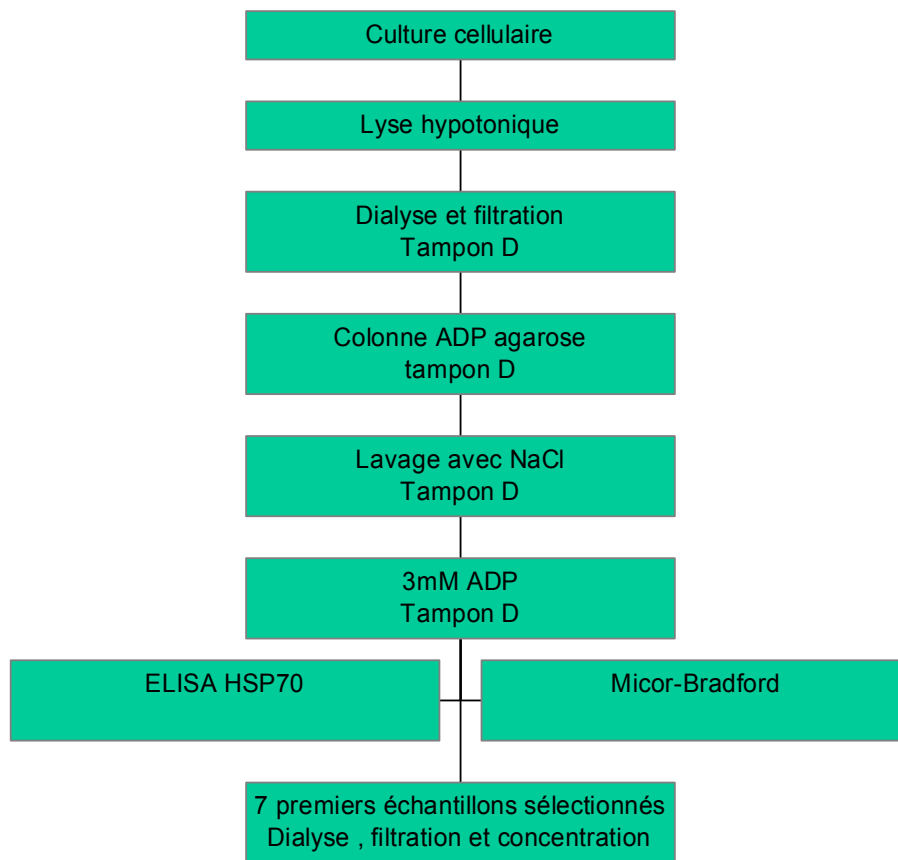 Culture cellulaire
Lyse hypotonique
Dialyse et filtration
Tampon D
Colonne ADP agarose
tampon D
Lavage avec NaCl
Tampon D
3mM ADP
Tampon D
ELISA HSP70
Micor-Bradford
7 premiers échantillons sélectionnés
Dialyse , filtration et concentration